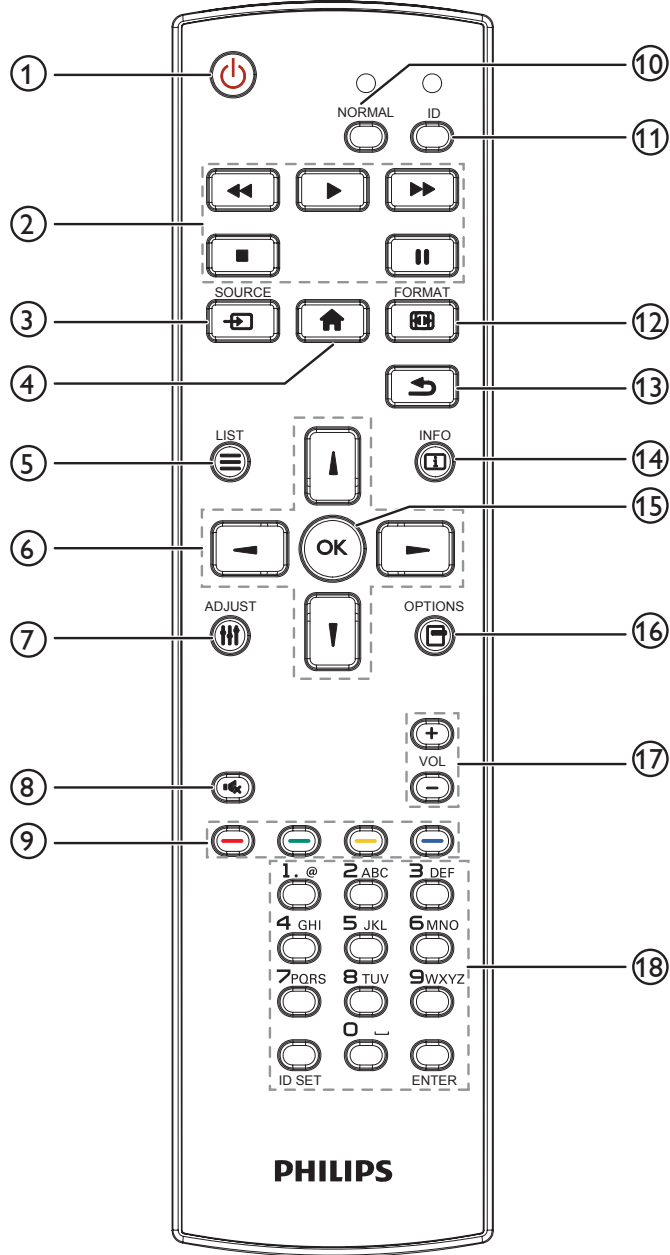 1
10
NORMAL ID
11
2
SOURCE FORMAT
3
12
4
13
LIST INFO
5
14
15
6
OK
ADJUST OPTIONS
7
16
+
VOL
17
−
8
9
1. @ 2 ABC 3 DEF
4 GHI 5 JKL 6 MNO
18
7 PQRS 8 TUV 9 WXYZ
0 ⎵
ID SET ENTER
PHILIPS